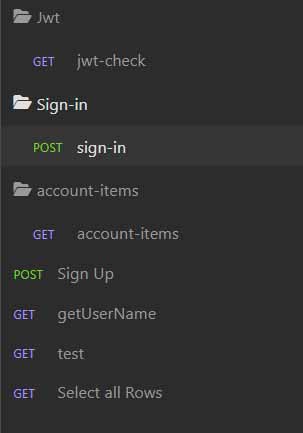 Jwt
GET jwt-check
Sign-in
POST sign-in
account-items
GET account-items
POST Sign Up
GET getUserName
GET test
GET Select all Rows